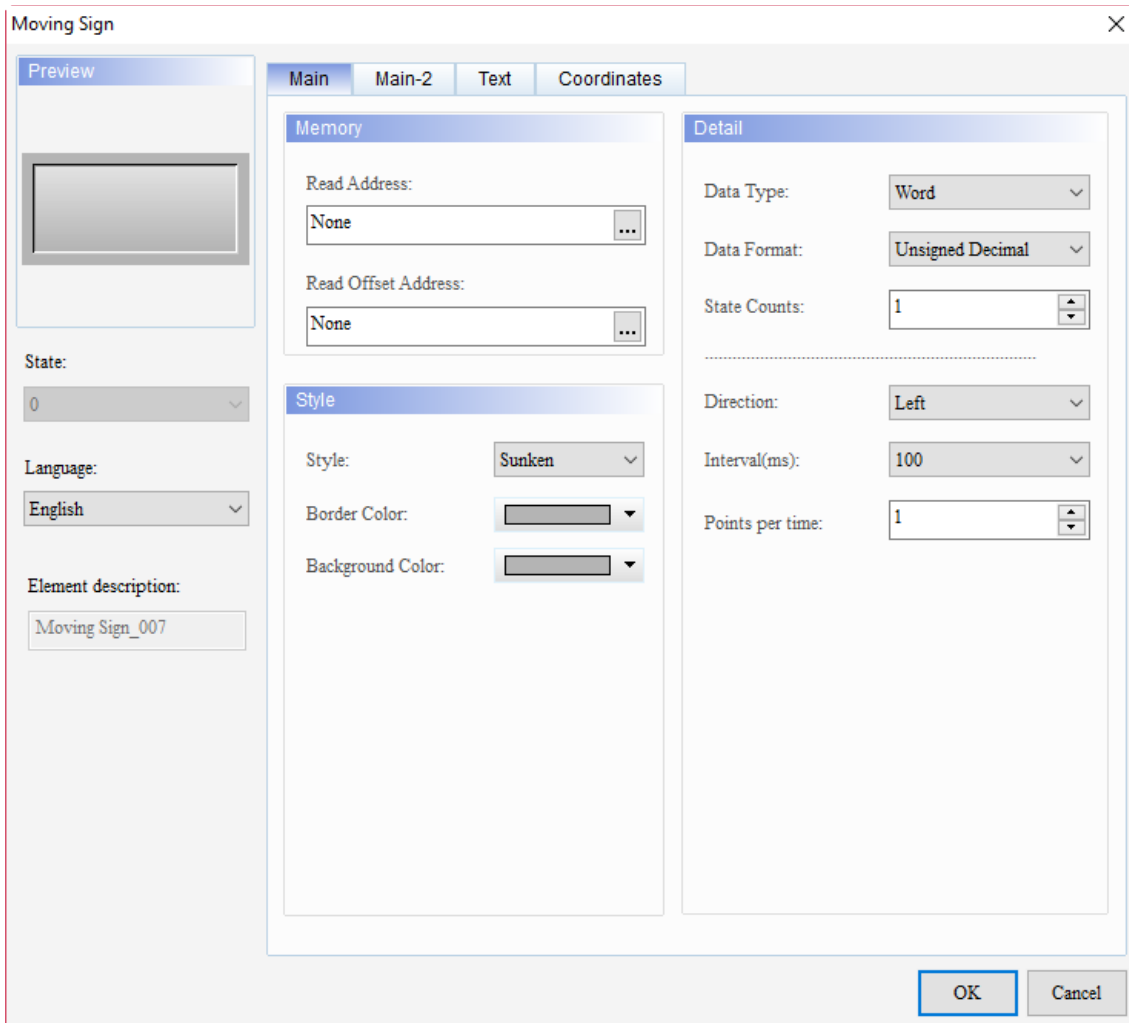 Moving Sign
Preview
State:
0
Language:
English
Element description:
Moving Sign_007
Main Main-2 Text Coordinates
Memory
Read Address:
None ...
Read Offset Address:
None ...
Style
Style: Sunken
Border Color:
Background Color:
Detail
Data Type: Word
Data Format: Unsigned Decimal
State Counts: 1
Direction: Left
Interval(ms): 100
Points per time: 1
OK Cancel